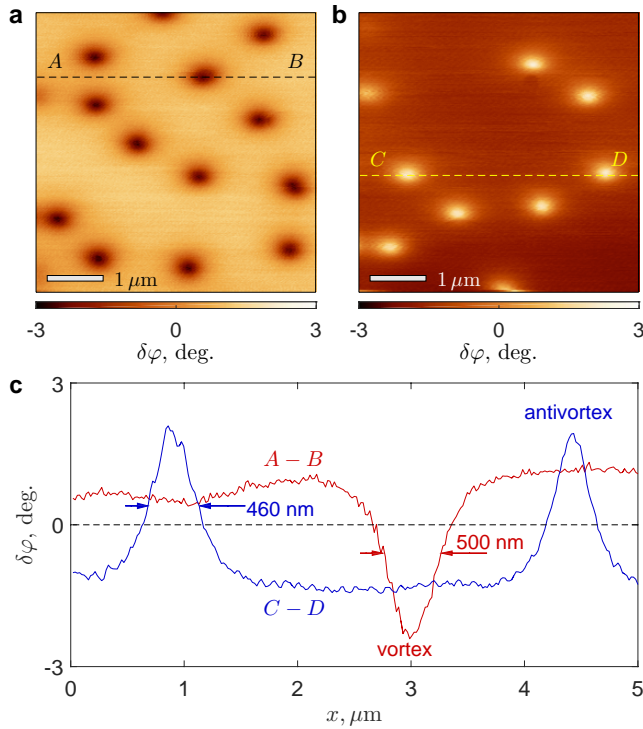 a
b
A
B
C
D
1 μm
1 μm
-3
0
3
-3
0
3
δφ, deg.
δφ, deg.
c
3
antivortex
A − B
460 nm
0
500 nm
δφ, deg.
C − D
vortex
-3
0
1
2
3
4
5
x, μm